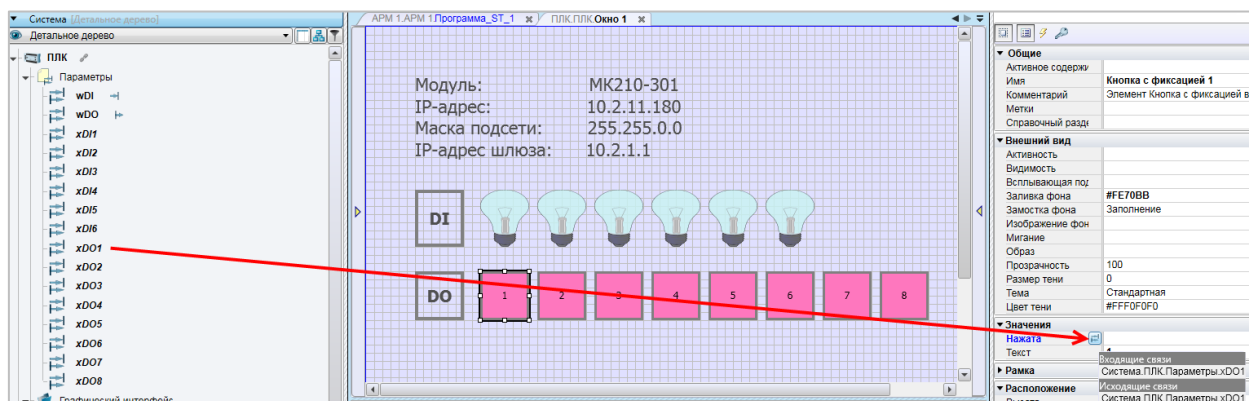 Система [Детальное дерево]
Детальное дерево
ПЛК
Параметры
wDI
wDO
xDI1
xDI2
xDI3
xDI4
xDI5
xDI6
xDO1
xDO2
xDO3
xDO4
xDO5
xDO6
xDO7
xDO8
Графический интерфейс
АРМ 1.АРМ 1.Программа_ST_1
ПЛК.ПЛК.Окно 1
Модуль: МК210-301
IP-адрес: 10.2.11.180
Маска подсети: 255.255.0.0
IP-адрес шлюза: 10.2.1.1
DI
DO 1 2 3 4 5 6 7 8
Общие
Активное содержи
Имя Кнопка с фиксацией 1
Комментарий Элемент Кнопка с фиксацией в
Метки
Справочный разде
Внешний вид
Активность
Видимость
Всплывающая под
Заливка фона #FE70BB
Замостка фона Заполнение
Изображение фон
Мигание
Образ
Прозрачность 100
Размер тени 0
Тема Стандартная
Цвет тени #FFF0F0F0
Значения
Нажата
Текст 1
Входящие связи
Рамка Система.ПЛК.Параметры.xDO1
Расположение Исходящие связи
Высота Система.ПЛК.Параметры.xDO1